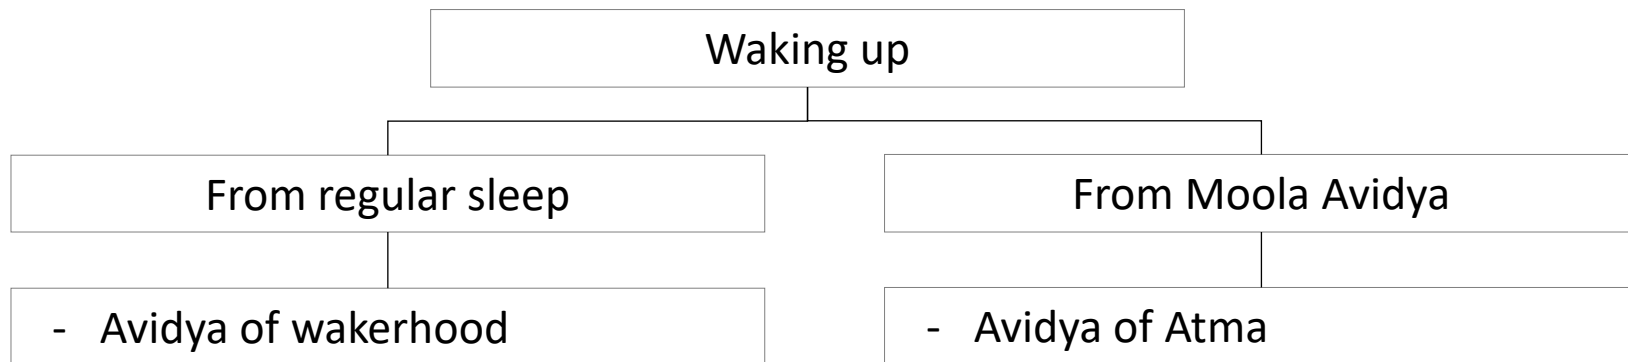 Waking up
From regular sleep
From Moola Avidya
- Avidya of wakerhood
- Avidya of Atma